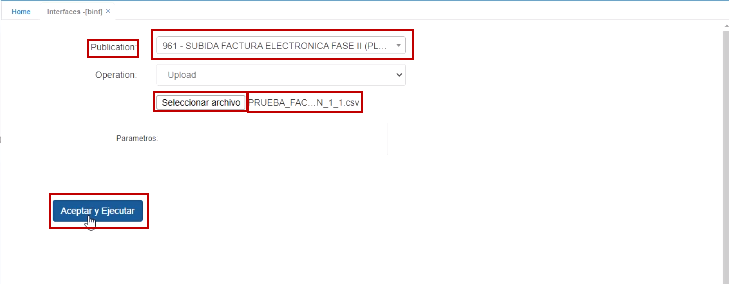 Home Interfaces -[bint] ×
Publication: 961 - SUBIDA FACTURA ELECTRONICA FASE II (PL...
Operation: Upload
Seleccionar archivo PRUEBA_FAC...N_1_1.csv
Parametros:
Aceptar y Ejecutar